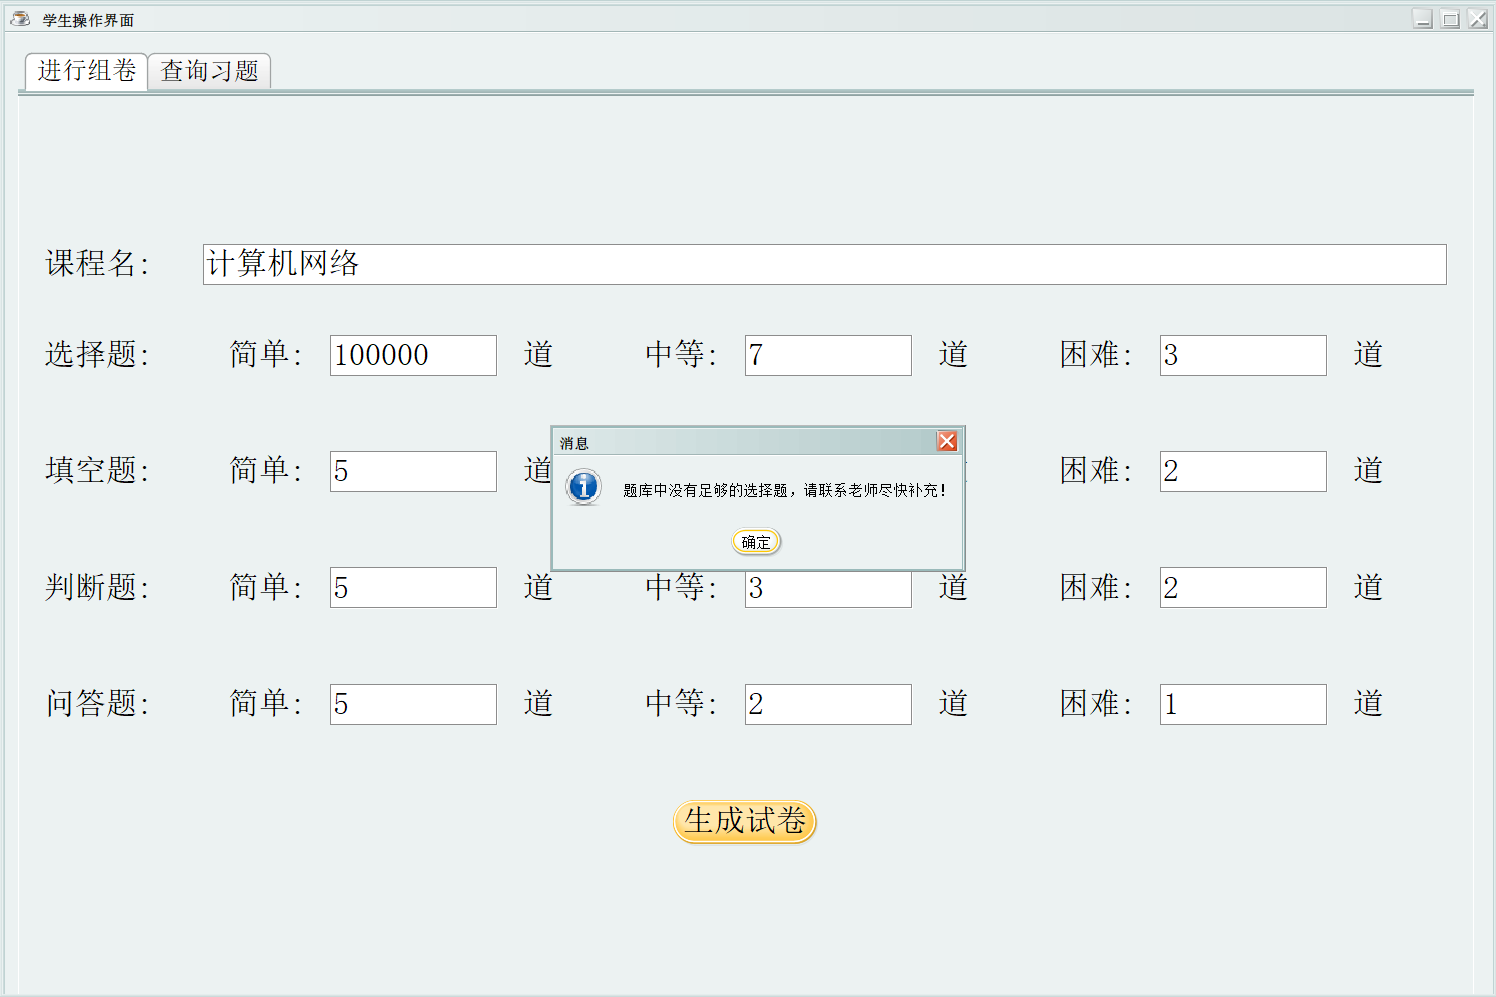 学生操作界面
进行组卷 查询习题
课程名: 计算机网络
选择题: 简单: 100000 道 中等: 7 道 困难: 3 道
填空题: 简单: 5 道 困难: 2 道
消息
题库中没有足够的选择题，请联系老师尽快补充！
确定
判断题: 简单: 5 道 中等: 3 道 困难: 2 道
问答题: 简单: 5 道 中等: 2 道 困难: 1 道
生成试卷